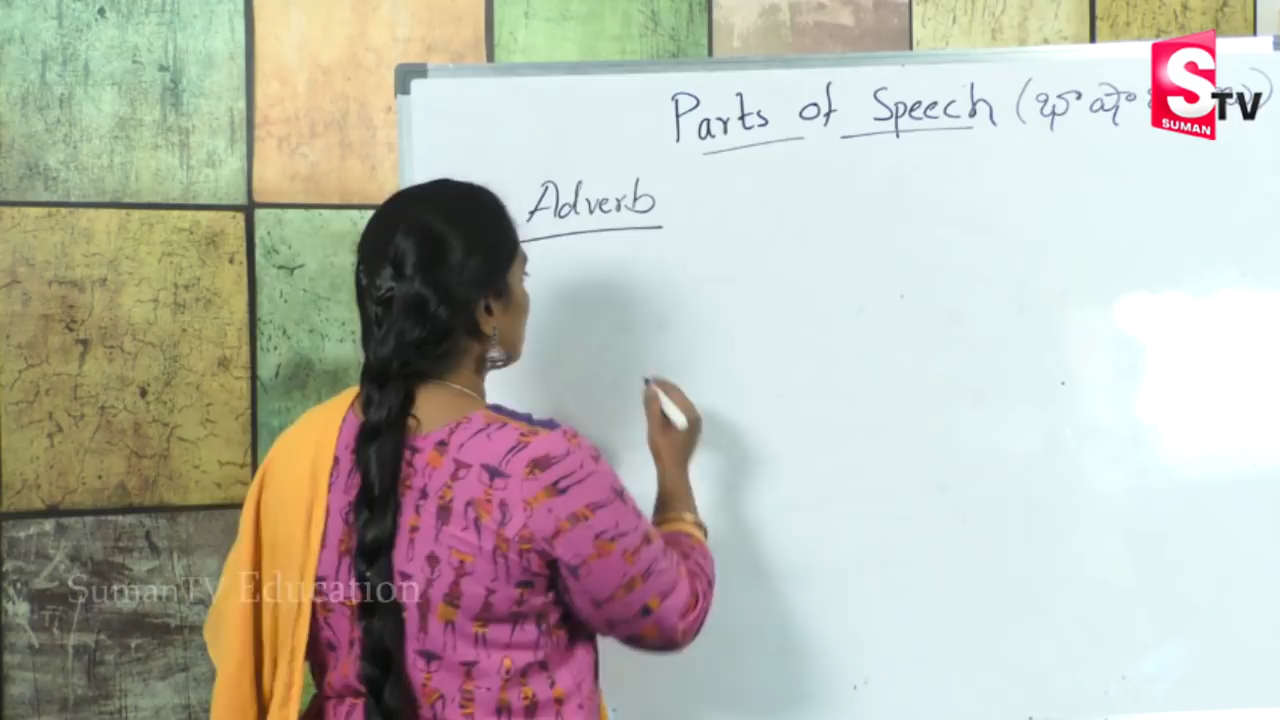 Parts of Speech (భాషా
S TV
SUMAN
Adverb
SumanTV Education